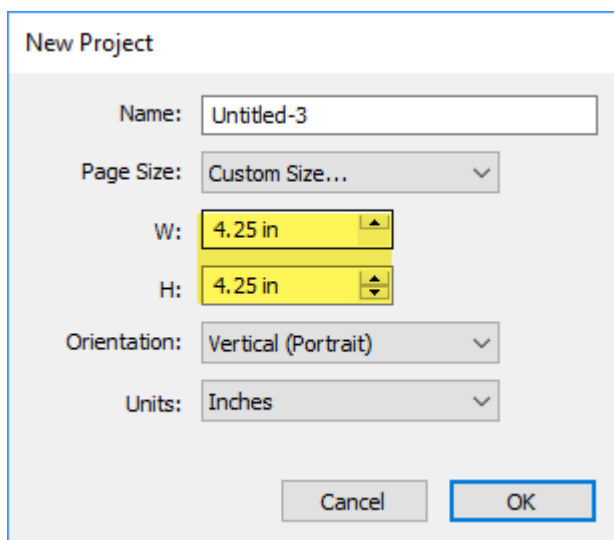 New Project
Name: Untitled-3
Page Size: Custom Size...
W: 4.25 in
H: 4.25 in
Orientation: Vertical (Portrait)
Units: Inches
Cancel OK